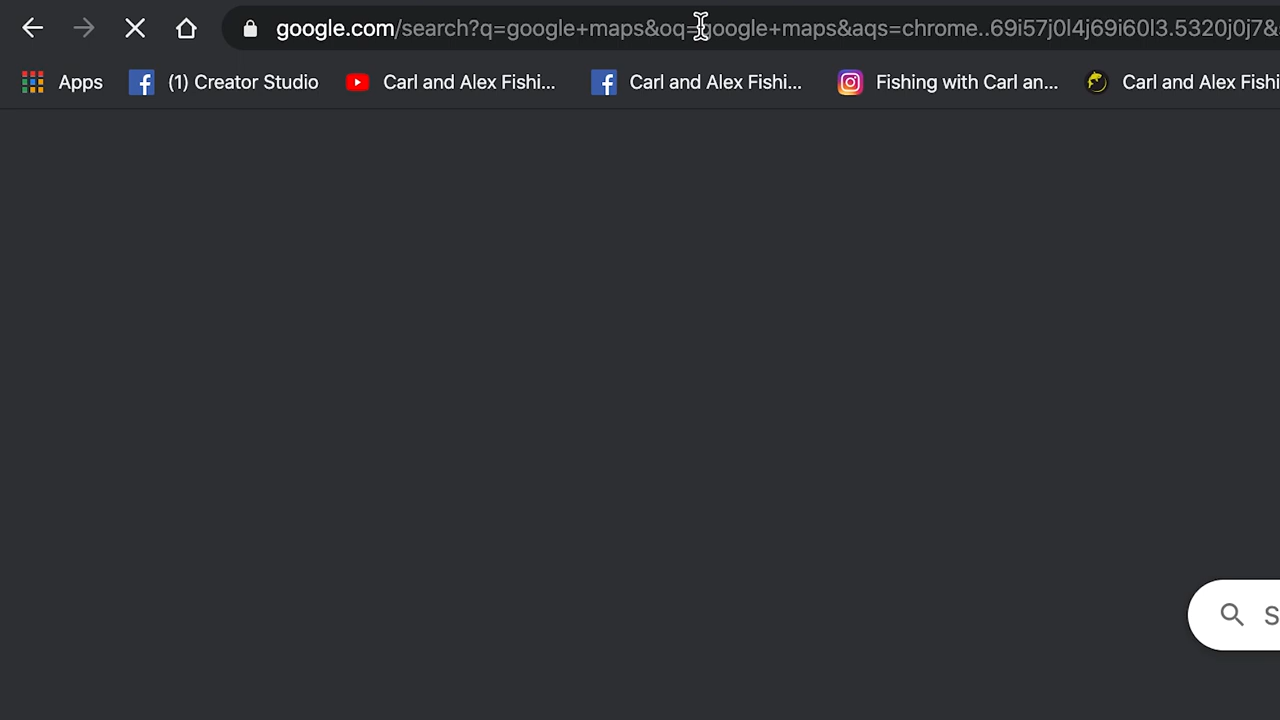 google.com/search?q=google+maps&oq=google+maps&aqs=chrome..69i57j0l4j69i60l3.5320j0j7&
Apps (1) Creator Studio Carl and Alex Fishi... Carl and Alex Fishi... Fishing with Carl an... Carl and Alex Fishi
S